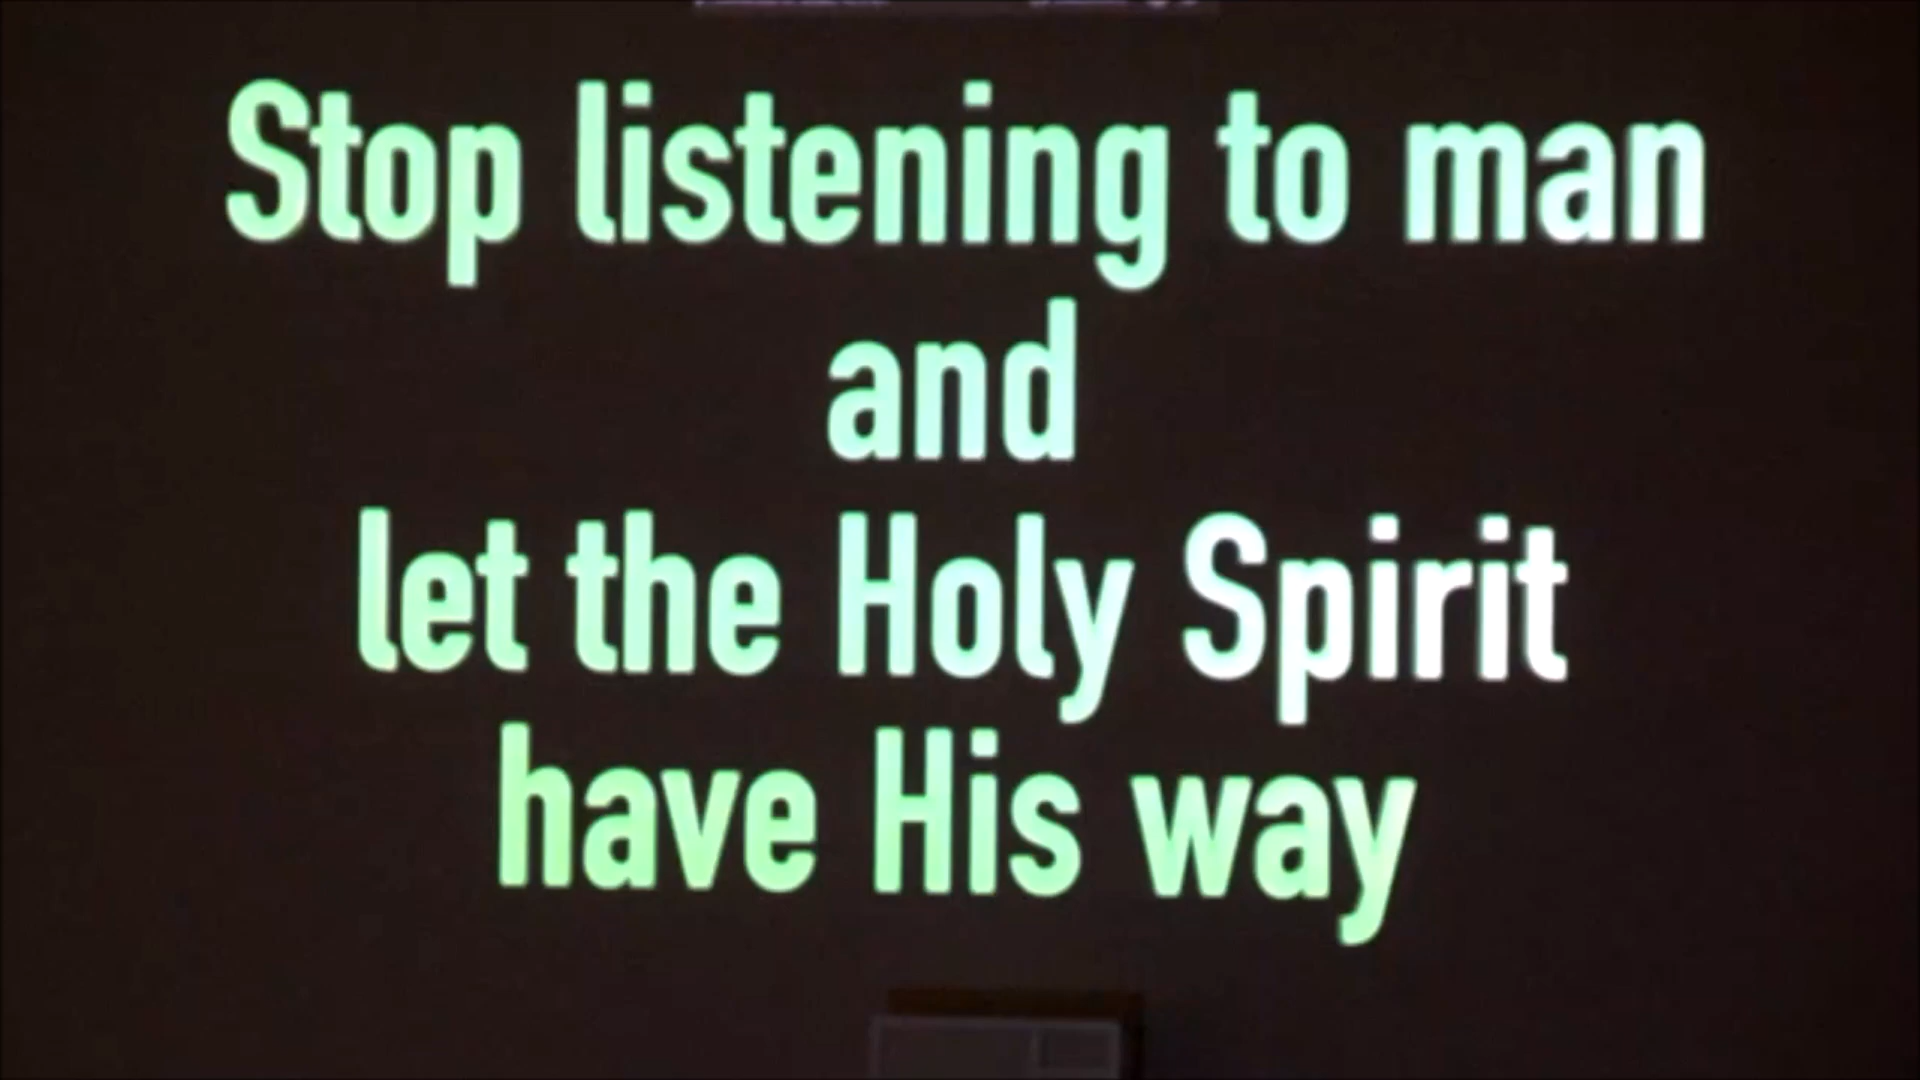 Stop listening to man
and
let the Holy Spirit
have His way